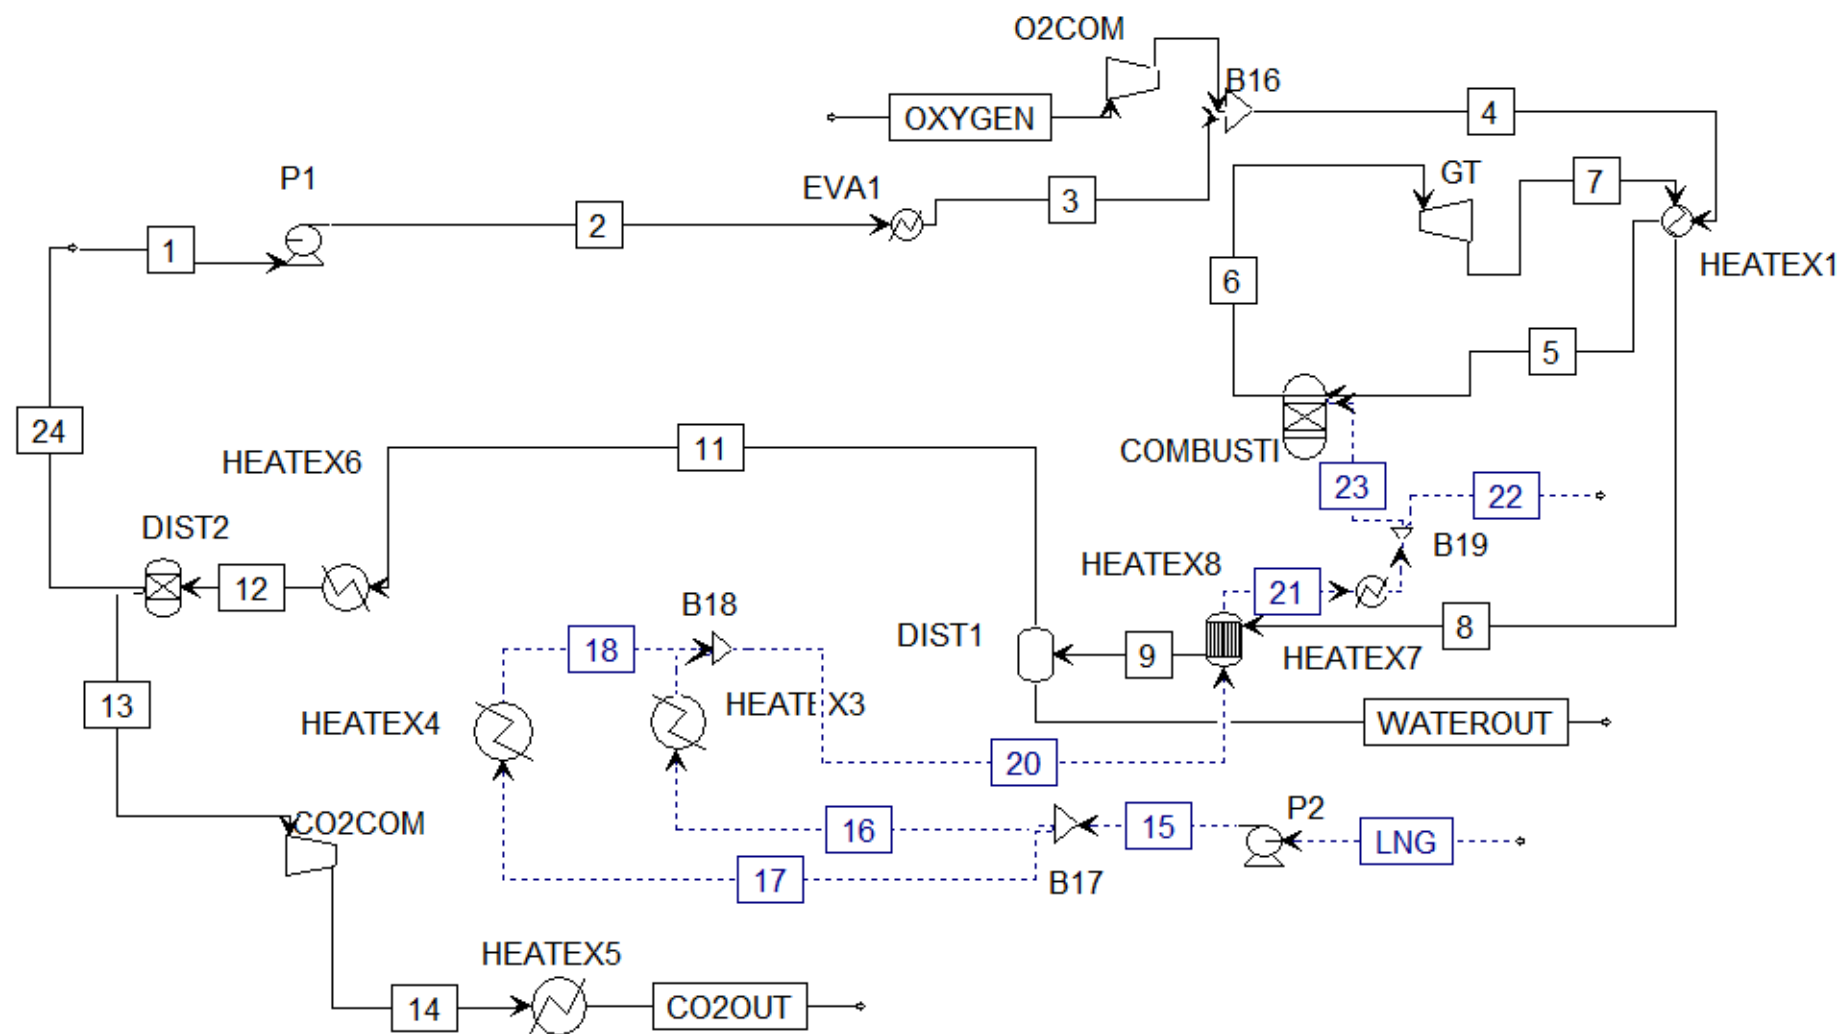 O2COM
B16
OXYGEN
4
P1
EVA1
3
GT
7
2
1
HEATEX1
6
5
24
HEATEX6
11
COMBUSTI
23
22
DIST2
B19
HEATEX8
12
21
B18
18
DIST1
9
8
HEATEX7
13
HEATEX4
HEATEX3
WATEROUT
20
CO2COM
16
15
P2
LNG
17
B17
HEATEX5
14
CO2OUT